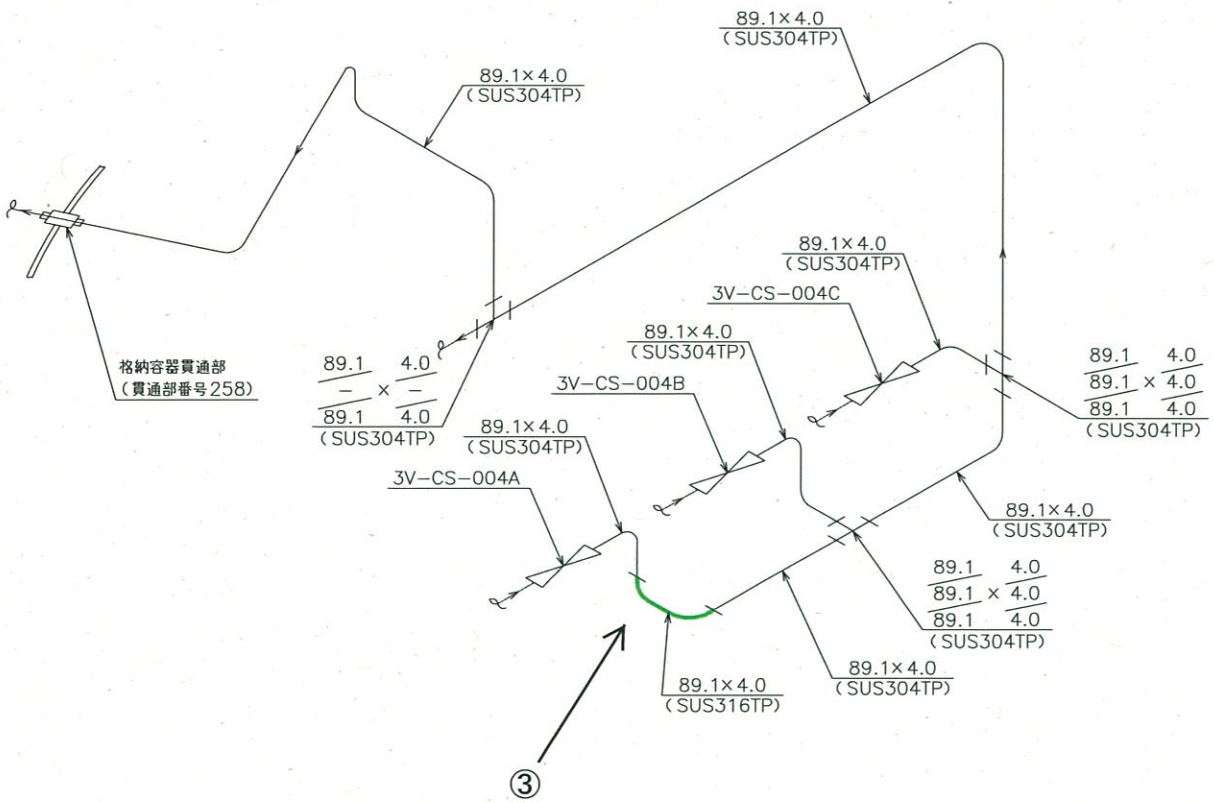 89.1×4.0
(SUS304TP)
89.1×4.0
(SUS304TP)
89.1×4.0
(SUS304TP)
3V-CS-004C
89.1×4.0
(SUS304TP)
3V-CS-004B
89.1×4.0
(SUS304TP)
3V-CS-004A
格納容器貫通部
(貫通部番号258)
89.1 4.0
- × -
89.1 4.0
(SUS304TP)
89.1 4.0
89.1 × 4.0
89.1 4.0
(SUS304TP)
89.1×4.0
(SUS304TP)
89.1 4.0
89.1 × 4.0
89.1 4.0
(SUS304TP)
89.1×4.0
(SUS304TP)
89.1×4.0
(SUS316TP)
③